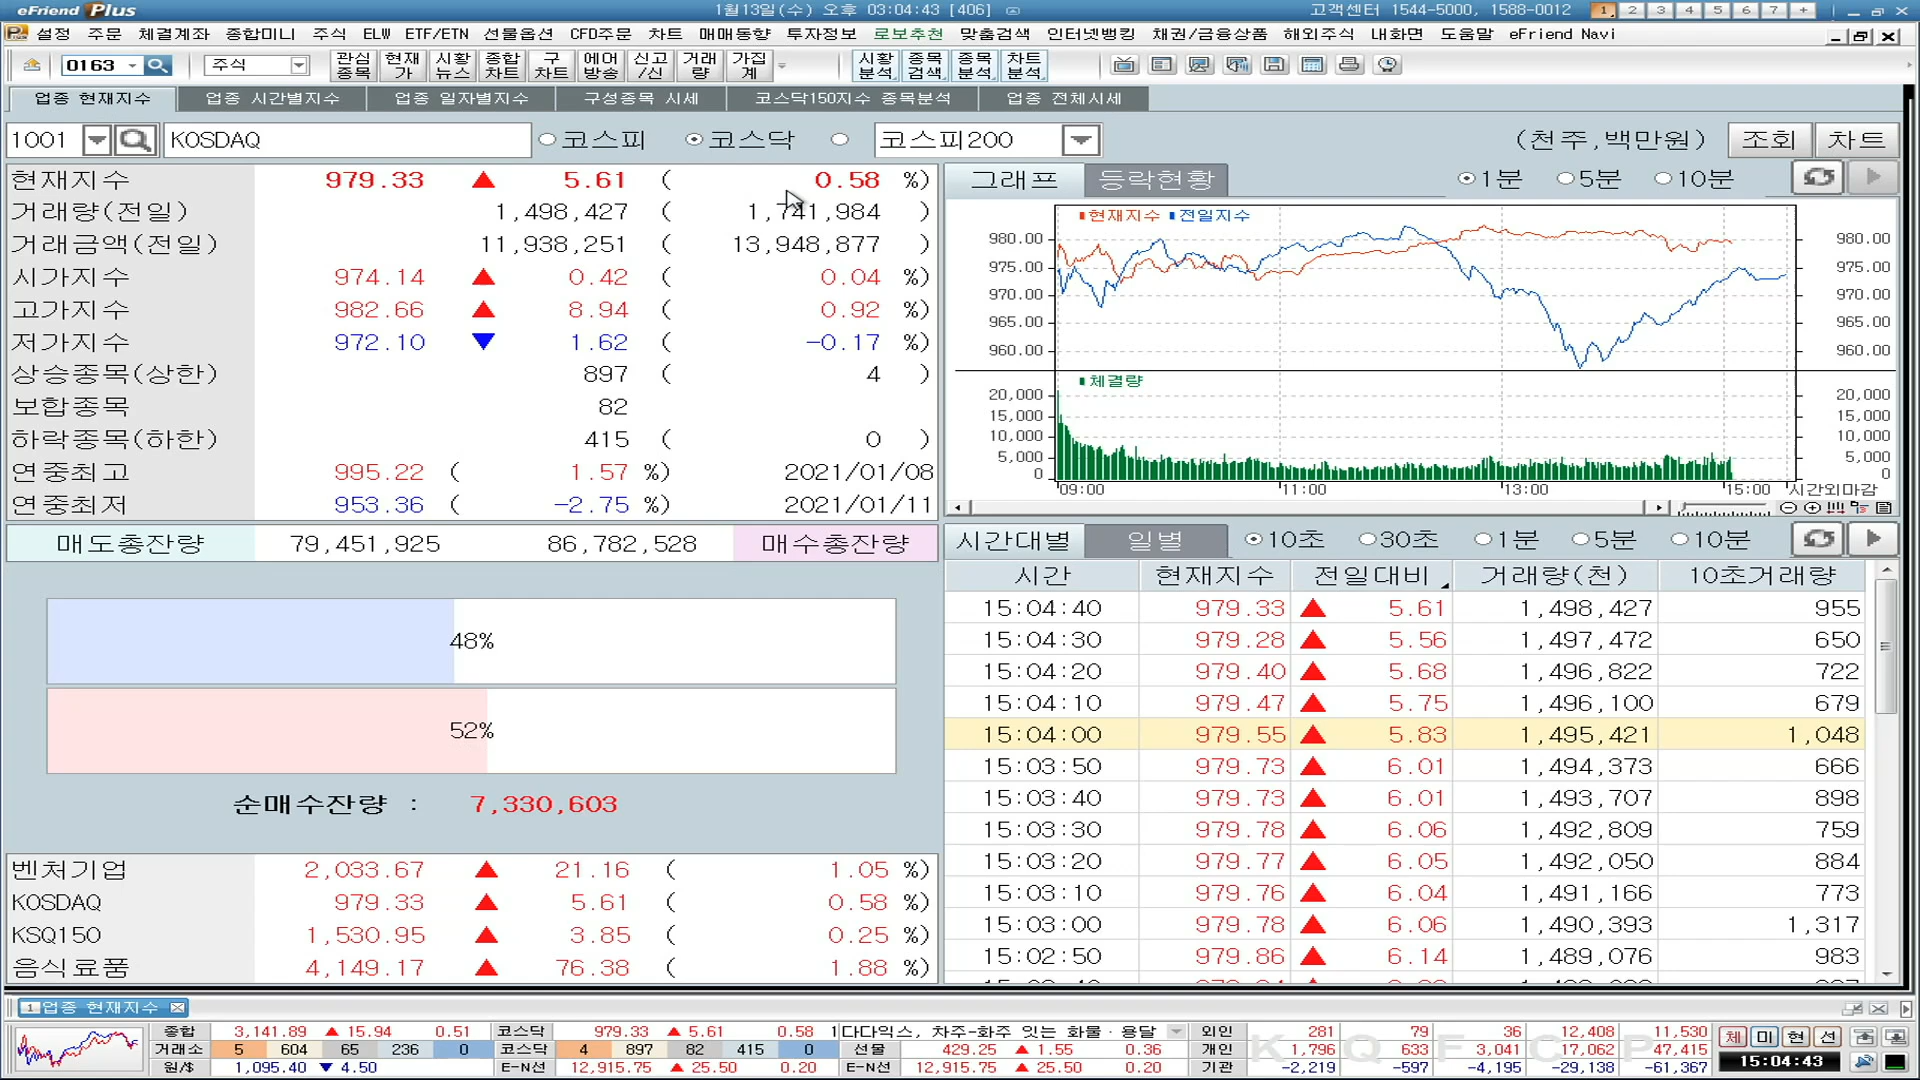 eFriend Plus 1월13일(수) 오후 03:04:43 [406] 고객센터 1544-5000, 1588-0012 1 2 3 4 5 6 7 +
설정 주문 체결계좌 종합미니 주식 ELW ETF/ETN 선물옵션 CFD주문 차트 매매동향 투자정보 로보추천 맞춤검색 인터넷뱅킹 채권/금융상품 해외주식 내화면 도움말 eFriend Navi
0163 주식 관심종목 현재가 시황뉴스 종합차트 구차트 에어방송 신고/신 거래량 가집계 시황분석 종목검색 종목분석 차트분석
업종 현재지수 업종 시간별지수 업종 일자별지수 구성종목 시세 코스닥150지수 종목분석 업종 전체시세
1001 KOSDAQ 코스피 코스닥 코스피200 (천주,백만원) 조회 차트
현재지수 979.33 ▲ 5.61 ( 0.58 %)
거래량(전일) 1,498,427 ( 1,741,984 )
거래금액(전일) 11,938,251 ( 13,948,877 )
시가지수 974.14 ▲ 0.42 ( 0.04 %)
고가지수 982.66 ▲ 8.94 ( 0.92 %)
저가지수 972.10 ▼ 1.62 ( -0.17 %)
상승종목(상한) 897 ( 4 )
보합종목 82
하락종목(하한) 415 ( 0 )
연중최고 995.22 ( 1.57 %) 2021/01/08
연중최저 953.36 ( -2.75 %) 2021/01/11
매도총잔량 79,451,925 86,782,528 매수총잔량
48%
52%
순매수잔량 : 7,330,603
벤처기업 2,033.67 ▲ 21.16 ( 1.05 %)
KOSDAQ 979.33 ▲ 5.61 ( 0.58 %)
KSQ150 1,530.95 ▲ 3.85 ( 0.25 %)
음식료품 4,149.17 ▲ 76.38 ( 1.88 %)
그래프 등락현황 1분 5분 10분
현재지수 전일지수
980.00 980.00
975.00 975.00
970.00 970.00
965.00 965.00
960.00 960.00
체결량
20,000 20,000
15,000 15,000
10,000 10,000
5,000 5,000
0 0
09:00 11:00 13:00 15:00 시간외마감
시간대별 일별 10초 30초 1분 5분 10분
시간 현재지수 전일대비 거래량(천) 10초거래량
15:04:40 979.33 ▲ 5.61 1,498,427 955
15:04:30 979.28 ▲ 5.56 1,497,472 650
15:04:20 979.40 ▲ 5.68 1,496,822 722
15:04:10 979.47 ▲ 5.75 1,496,100 679
15:04:00 979.55 ▲ 5.83 1,495,421 1,048
15:03:50 979.73 ▲ 6.01 1,494,373 666
15:03:40 979.73 ▲ 6.01 1,493,707 898
15:03:30 979.78 ▲ 6.06 1,492,809 759
15:03:20 979.77 ▲ 6.05 1,492,050 884
15:03:10 979.76 ▲ 6.04 1,491,166 773
15:03:00 979.78 ▲ 6.06 1,490,393 1,317
15:02:50 979.86 ▲ 6.14 1,489,076 983
1 업종 현재지수
종합 3,141.89 ▲ 15.94 0.51 코스닥 979.33 ▲ 5.61 0.58 1 다다익스, 차주-화주 잇는 화물·용달 외인 281 79 36 12,408 11,530 체 미 현 선
거래소 5 604 65 236 0 코스닥 4 897 82 415 0 선물 429.25 ▲ 1.55 0.36 개인 1,796 633 3,041 17,062 47,415
원/$ 1,095.40 ▼ 4.50 E-N선 12,915.75 ▲ 25.50 0.20 E-N선 12,915.75 ▲ 25.50 0.20 기관 -2,219 -597 -4,195 -29,138 -61,367 15:04:43
K Q F C P